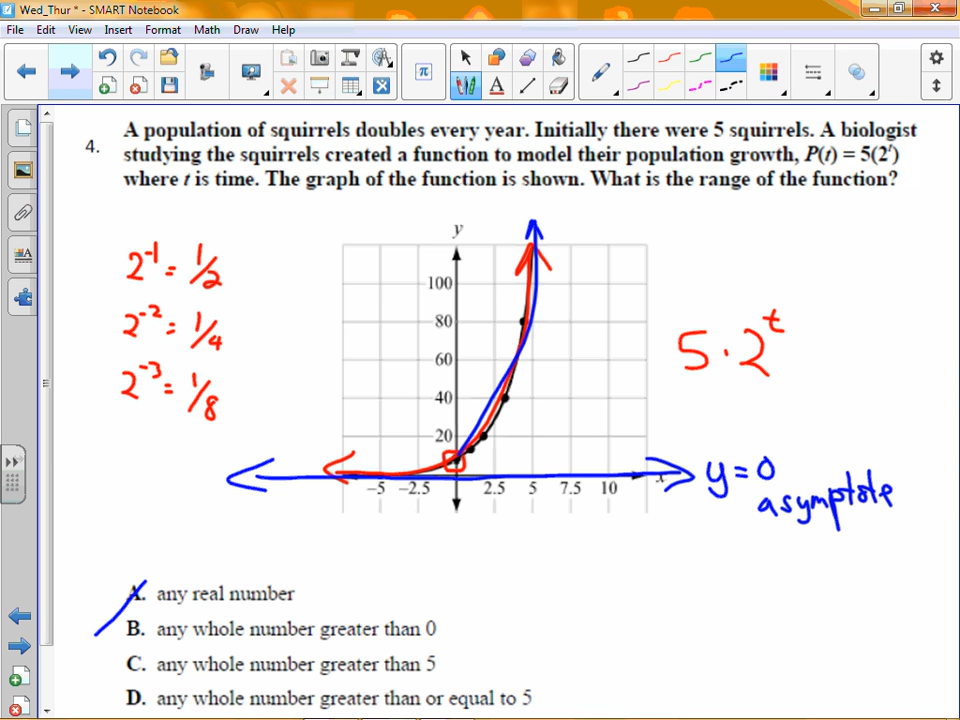 Wed_Thur * - SMART Notebook
File Edit View Insert Format Math Draw Help
π
A
4. A population of squirrels doubles every year. Initially there were 5 squirrels. A biologist
studying the squirrels created a function to model their population growth, P(t) = 5(2^t)
where t is time. The graph of the function is shown. What is the range of the function?
y
100
80
60
40
20
-5 -2.5 2.5 5 7.5 10 x
2^-1 = 1/2
2^-2 = 1/4
2^-3 = 1/8
5 · 2^t
y = 0
asymptote
A. any real number
B. any whole number greater than 0
C. any whole number greater than 5
D. any whole number greater than or equal to 5